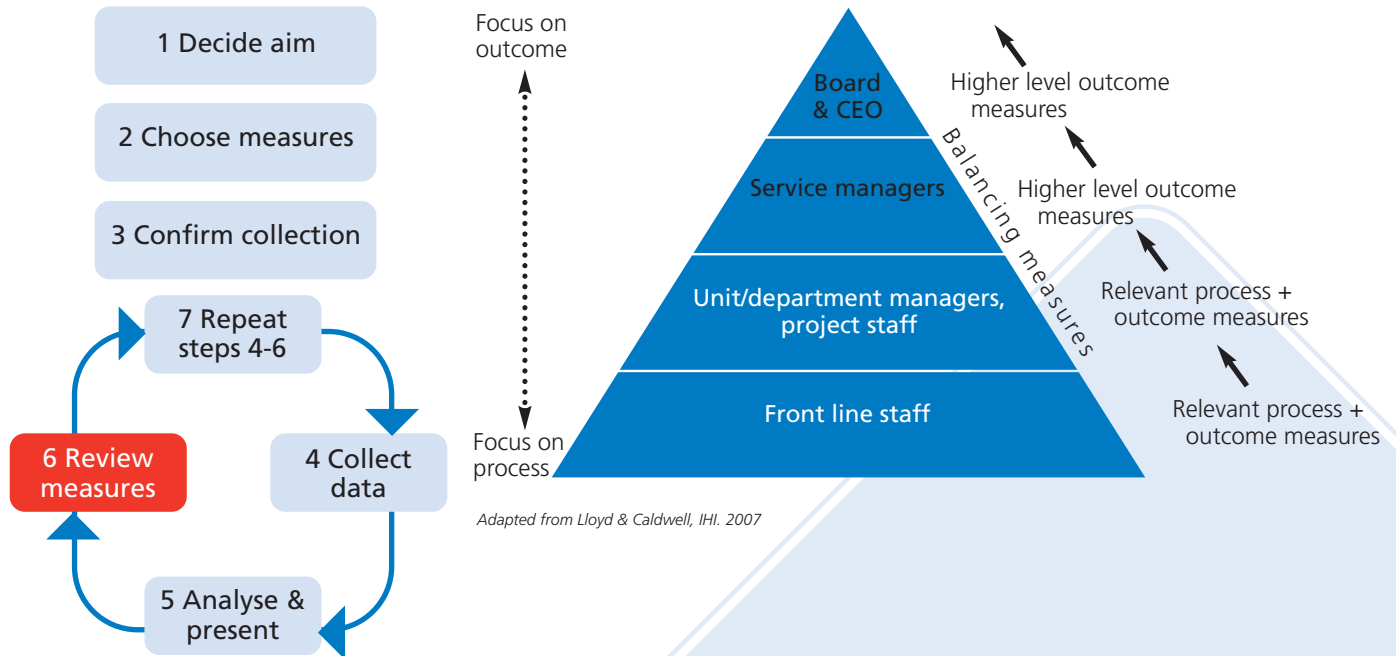 1 Decide aim
2 Choose measures
3 Confirm collection
7 Repeat
steps 4-6
6 Review
measures
4 Collect
data
5 Analyse &
present
Focus on
outcome
Focus on
process
Board
& CEO
Service managers
Unit/department managers,
project staff
Front line staff
Balancing measures
Higher level outcome
measures
Higher level outcome
measures
Relevant process +
outcome measures
Relevant process +
outcome measures
Adapted from Lloyd & Caldwell, IHI. 2007